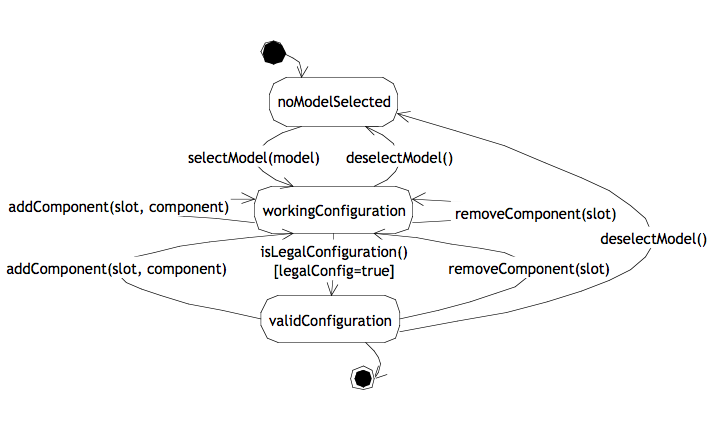 noModelSelected
selectModel(model)
deselectModel()
addComponent(slot, component)
workingConfiguration
removeComponent(slot)
deselectModel()
isLegalConfiguration()
[legalConfig=true]
addComponent(slot, component)
removeComponent(slot)
validConfiguration